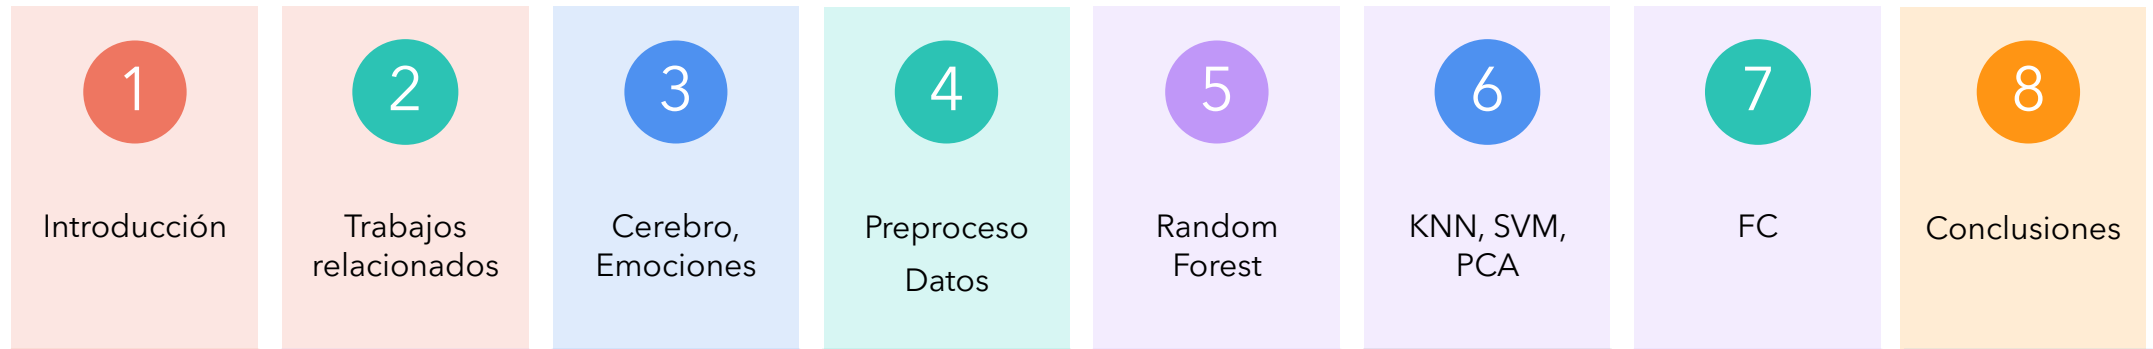 1
Introducción
2
Trabajos
relacionados
3
Cerebro,
Emociones
4
Preproceso
Datos
5
Random
Forest
6
KNN, SVM,
PCA
7
FC
8
Conclusiones